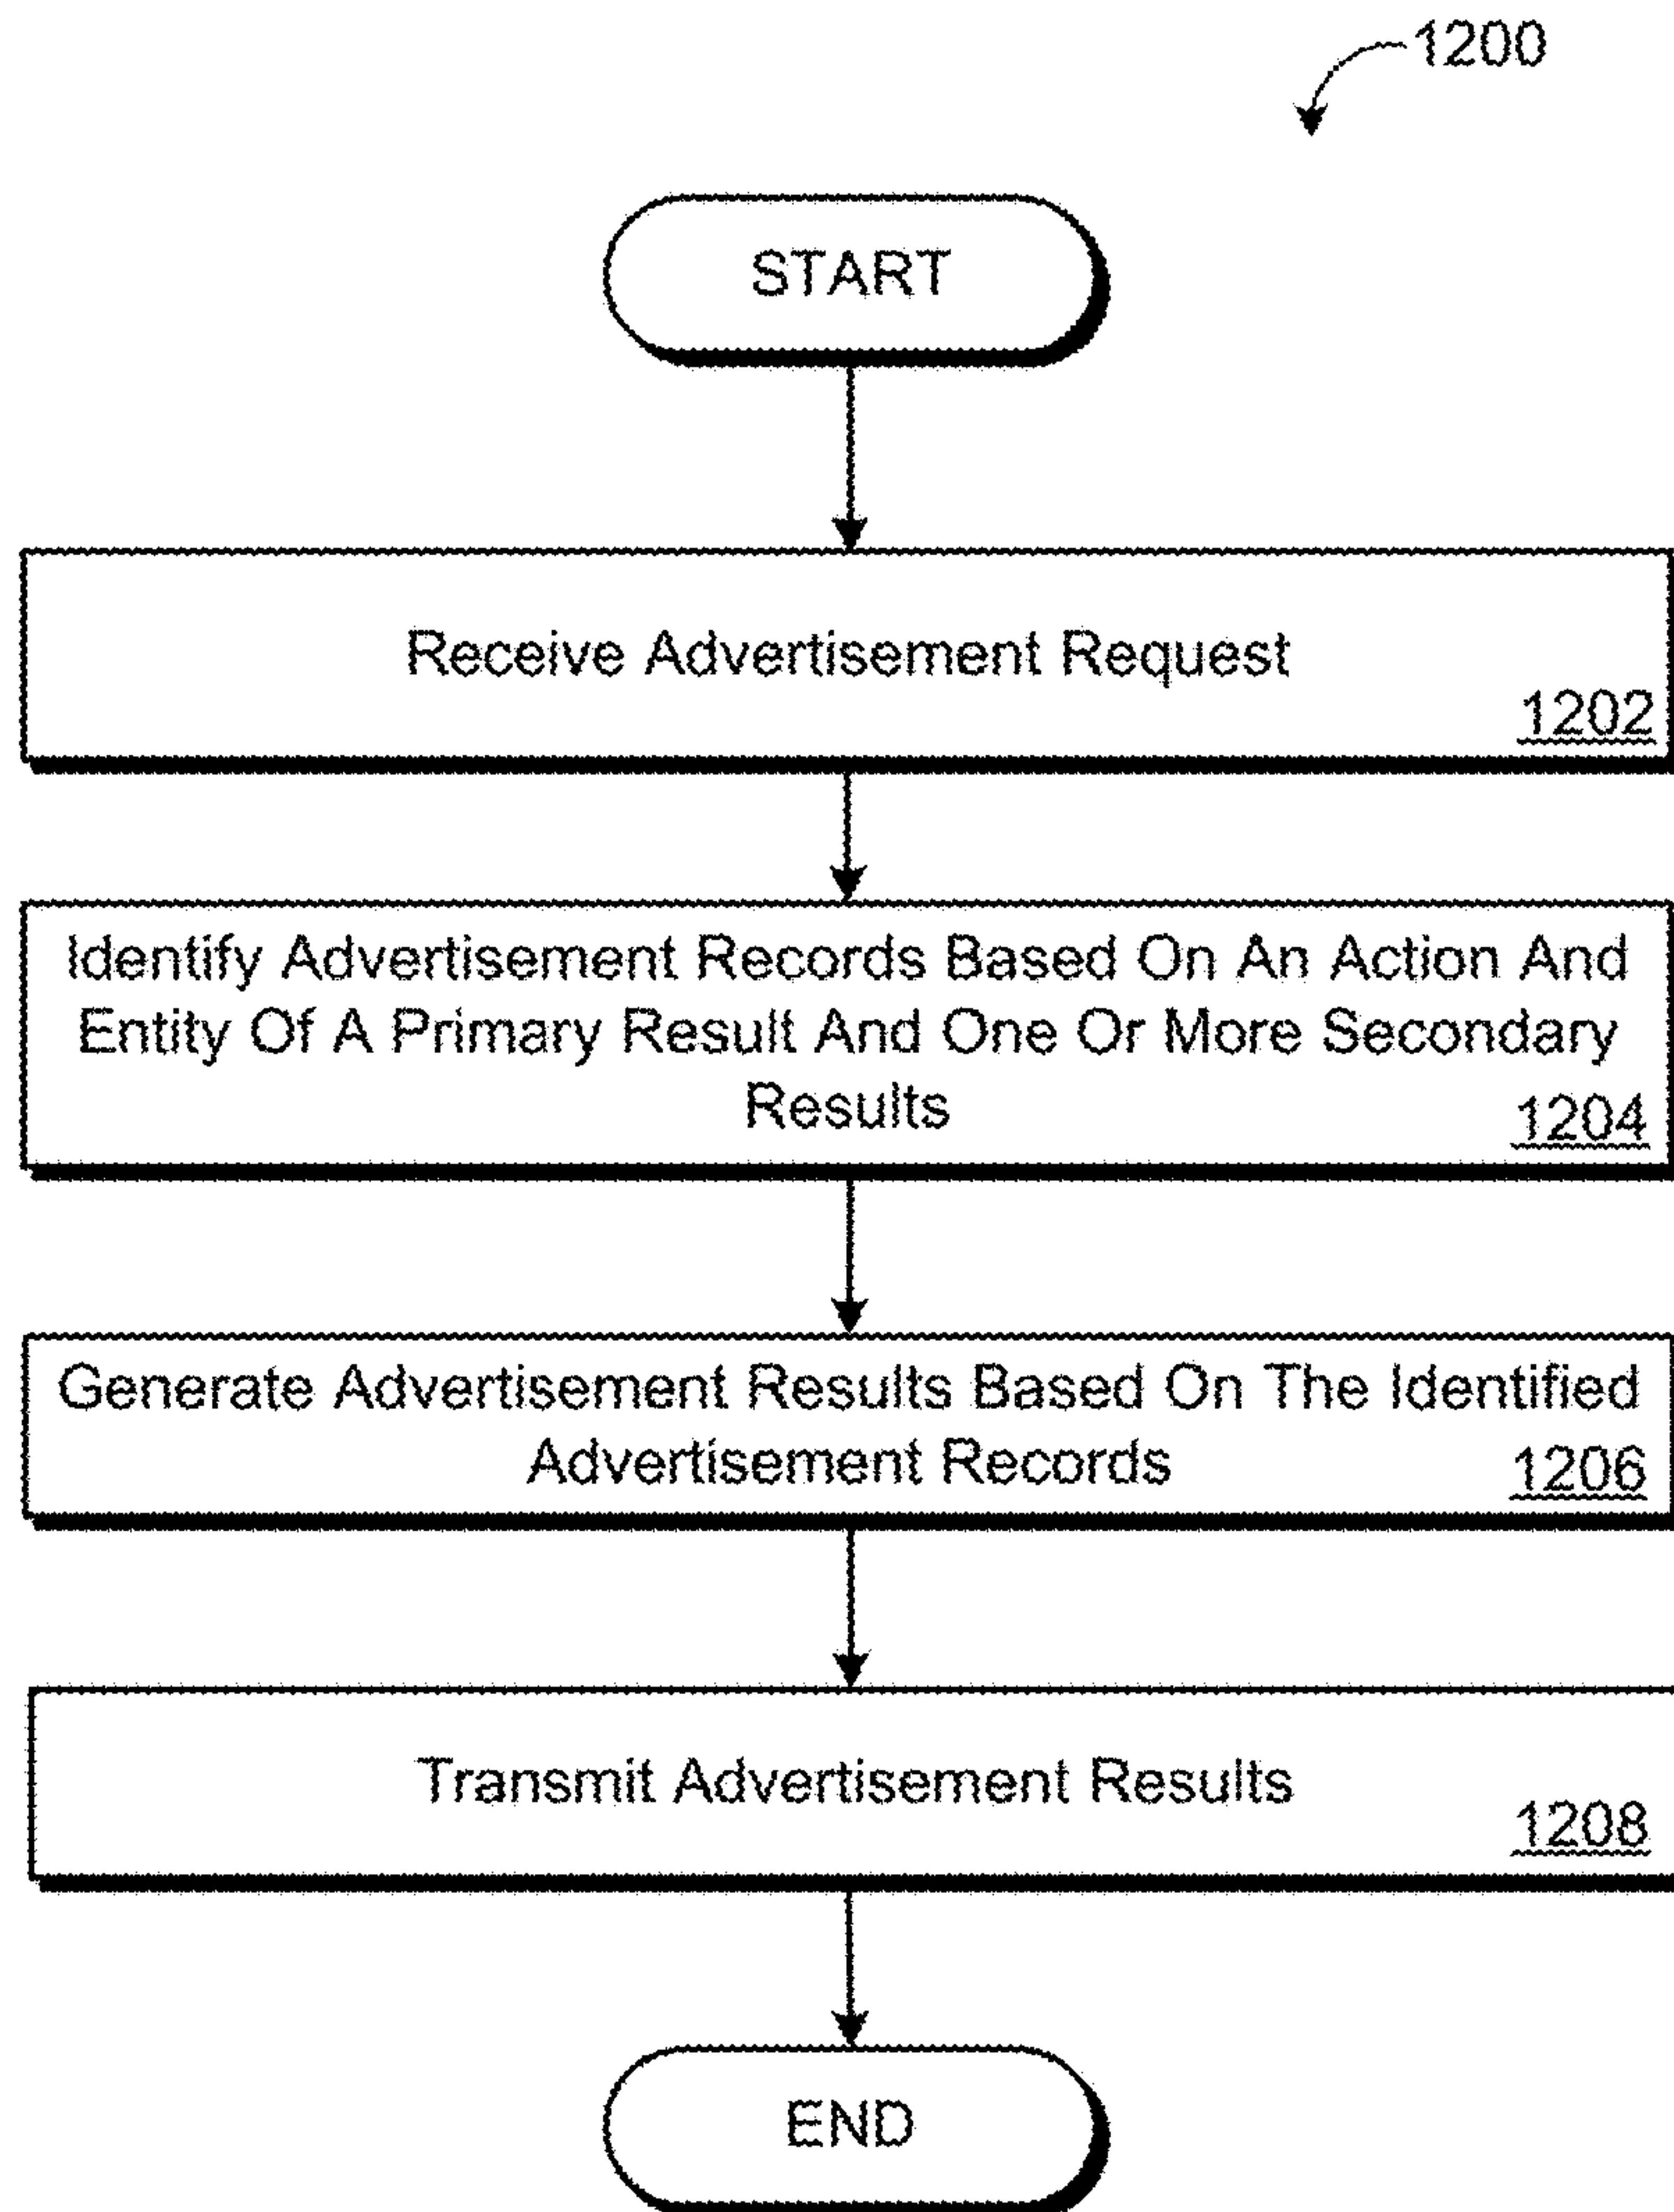 1200
START
Receive Advertisement Request
1202
Identify Advertisement Records Based On An Action And
Entity Of A Primary Result And One Or More Secondary
Results
1204
Generate Advertisement Results Based On The Identified
Advertisement Records
1206
Transmit Advertisement Results
1208
END